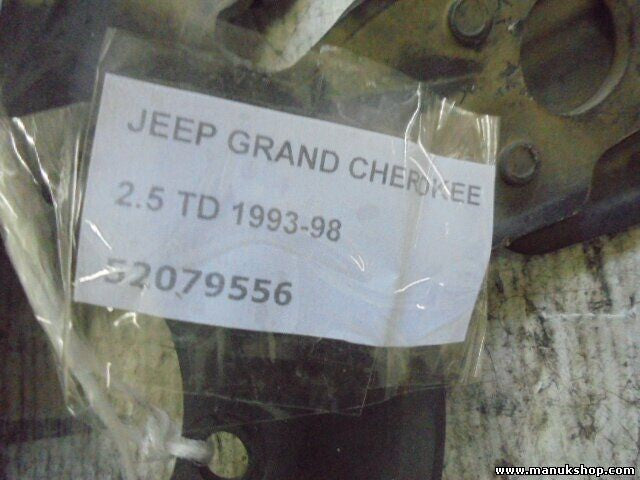 JEEP GRAND CHEROKEE
2.5 TD 1993-98
52079556
www.manukshop.com